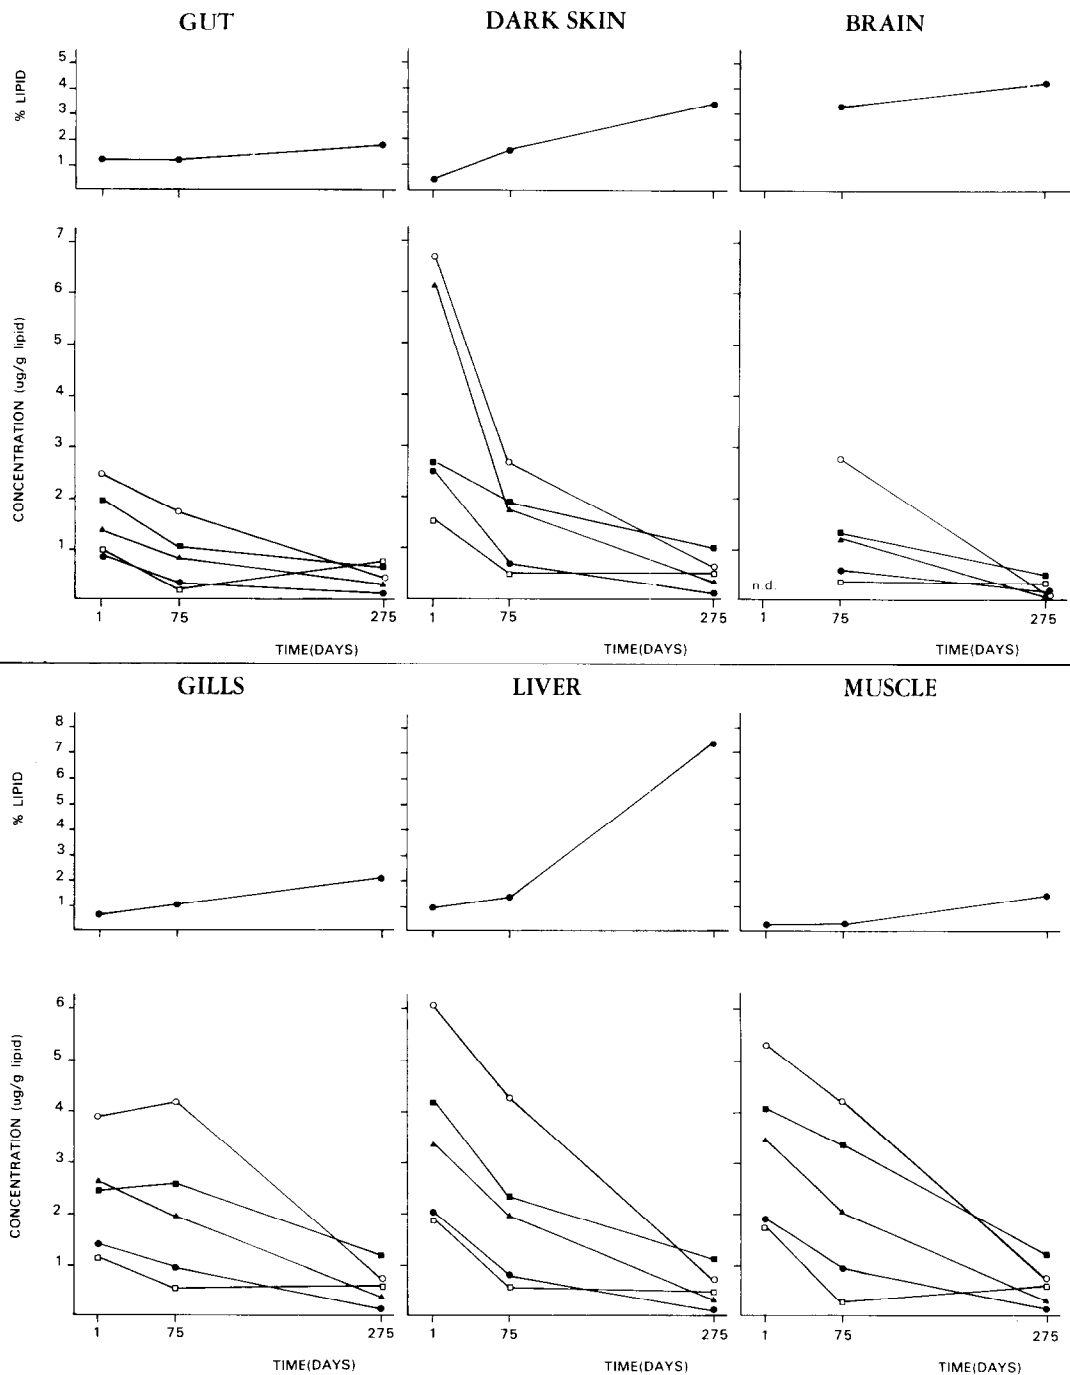 GUT DARK SKIN BRAIN
% LIPID
5
4
3
2
1
CONCENTRATION (ug/g lipid)
7
6
5
4
3
2
1
n.d.
1 75 275 1 75 275 1 75 275
TIME(DAYS) TIME(DAYS) TIME(DAYS)
GILLS LIVER MUSCLE
% LIPID
8
7
6
5
4
3
2
1
CONCENTRATION (ug/g lipid)
6
5
4
3
2
1
1 75 275 1 75 275 1 75 275
TIME(DAYS) TIME(DAYS) TIME(DAYS)